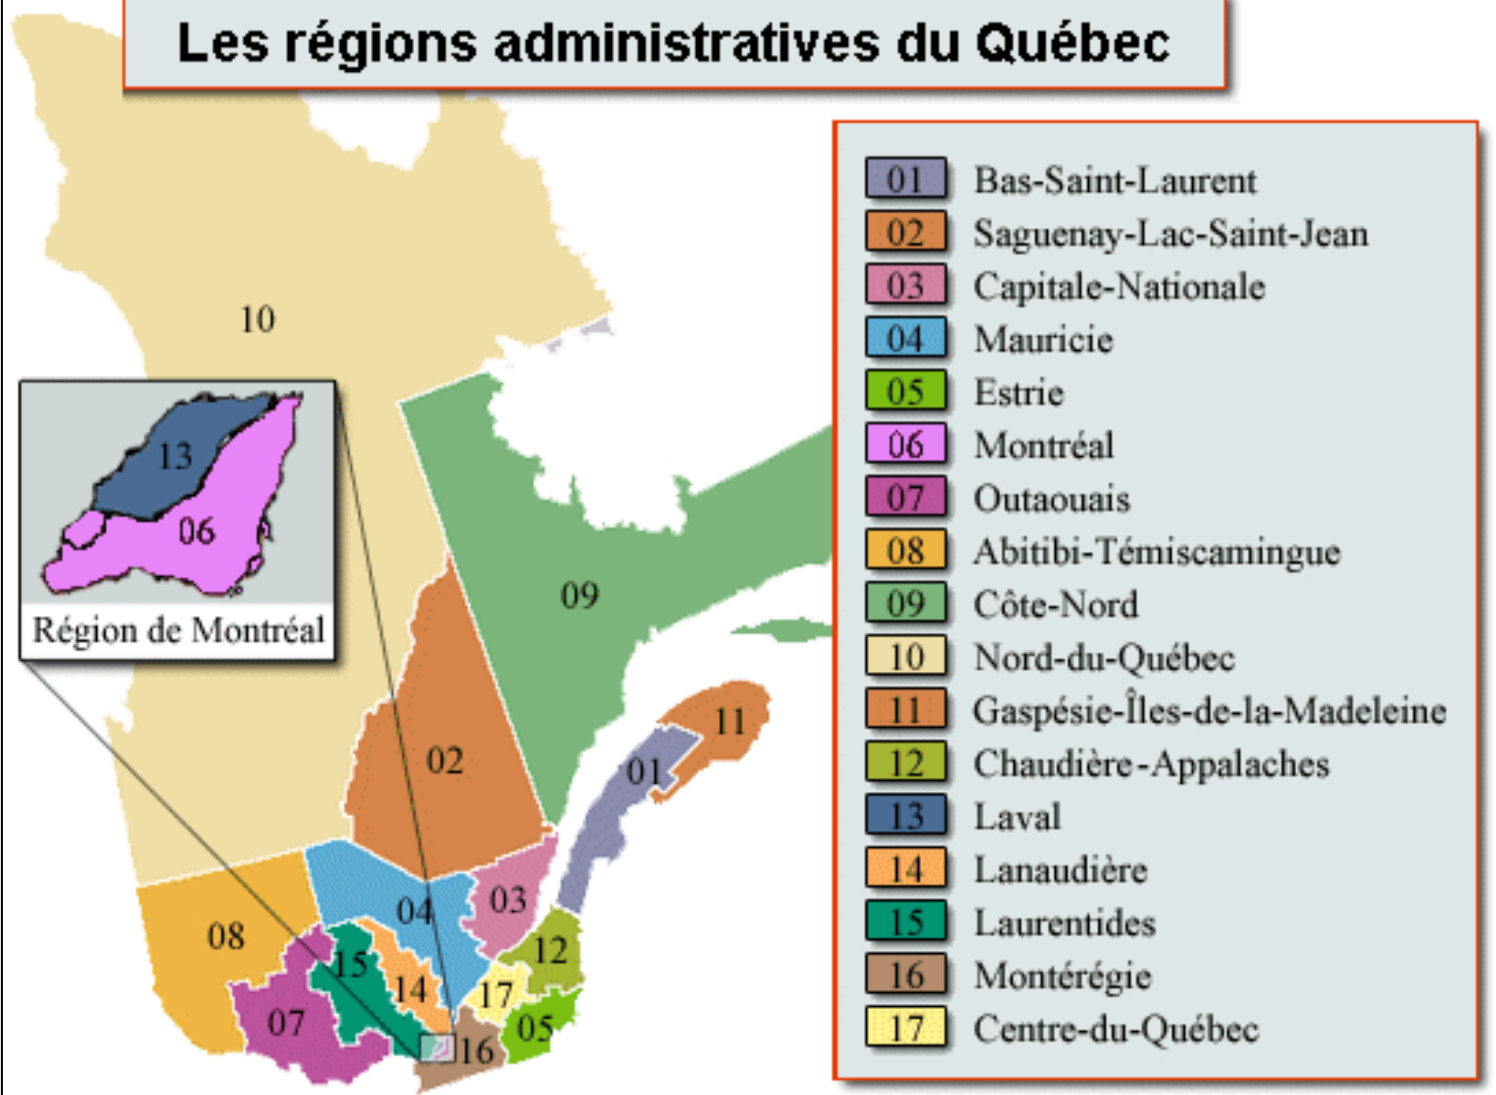 Les régions administratives du Québec
01 Bas-Saint-Laurent
02 Saguenay-Lac-Saint-Jean
03 Capitale-Nationale
04 Mauricie
05 Estrie
06 Montréal
07 Outaouais
08 Abitibi-Témiscamingue
09 Côte-Nord
10 Nord-du-Québec
11 Gaspésie-Îles-de-la-Madeleine
12 Chaudière-Appalaches
13 Laval
14 Lanaudière
15 Laurentides
16 Montérégie
17 Centre-du-Québec
10
13
06
Région de Montréal
09
11
02
01
04
03
08
12
15
14
17
07
05
16